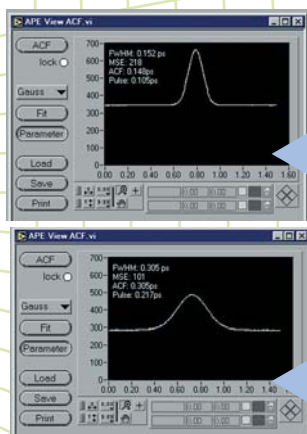 APE View ACF.vi
ACF
lock
Gauss
Fit
Parameter
Load
Save
Print
700-
600-
500-
400-
300-
200-
100-
0-
FWHM: 0.152 ps
MSE: 218
ACF: 0.148ps
Pulse: 0.105ps
0.00 0.20 0.40 0.60 0.80 1.00 1.20 1.40 1.60
APE View ACF.vi
ACF
lock
Gauss
Fit
Parameter
Load
Save
Print
700-
600-
500-
400-
300-
200-
100-
0-
FWHM: 0.305 ps
MSE: 101
ACF: 0.305ps
Pulse: 0.217ps
0.00 0.20 0.40 0.60 0.80 1.00 1.20 1.40